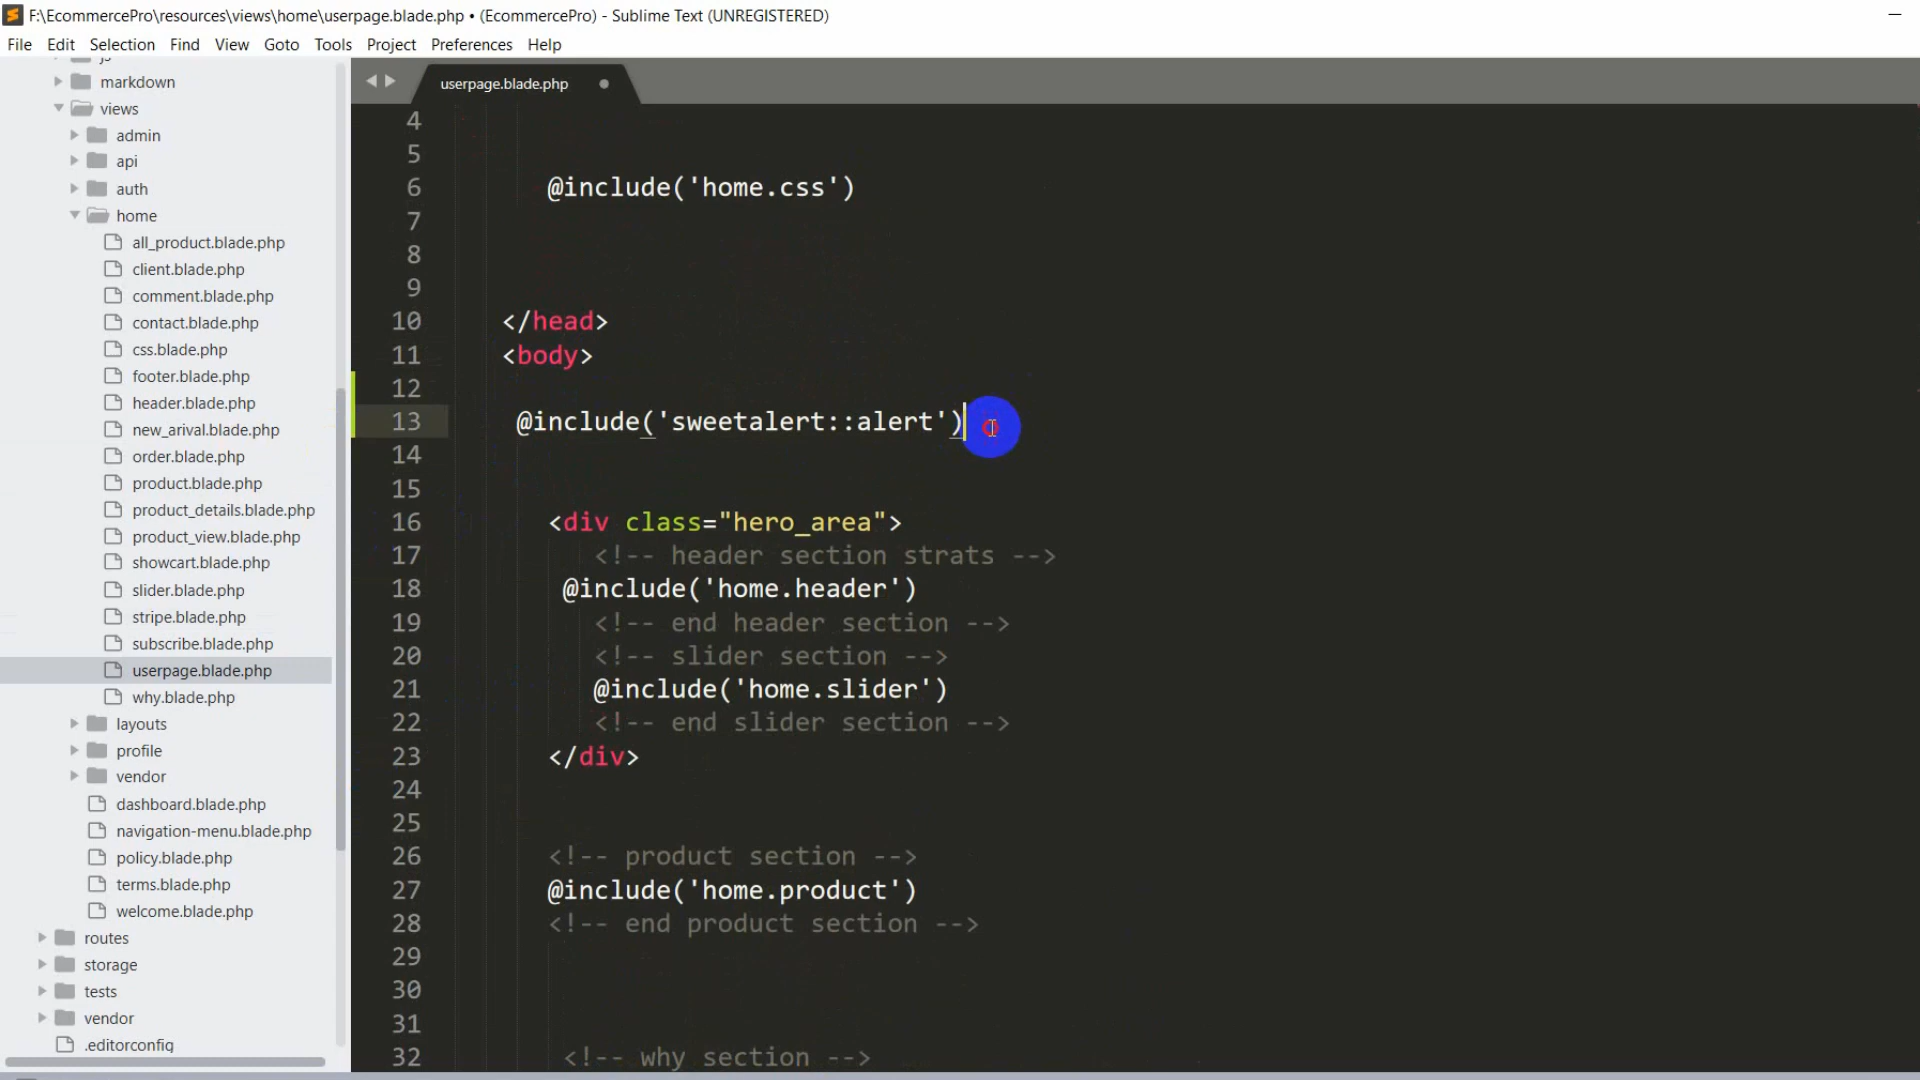 F:\EcommercePro\resources\views\home\userpage.blade.php • (EcommercePro) - Sublime Text (UNREGISTERED)
File Edit Selection Find View Goto Tools Project Preferences Help
js
markdown
views
admin
api
auth
home
all_product.blade.php
client.blade.php
comment.blade.php
contact.blade.php
css.blade.php
footer.blade.php
header.blade.php
new_arival.blade.php
order.blade.php
product.blade.php
product_details.blade.php
product_view.blade.php
showcart.blade.php
slider.blade.php
stripe.blade.php
subscribe.blade.php
userpage.blade.php
why.blade.php
layouts
profile
vendor
dashboard.blade.php
navigation-menu.blade.php
policy.blade.php
terms.blade.php
welcome.blade.php
routes
storage
tests
vendor
.editorconfig
userpage.blade.php
4
5
6 @include('home.css')
7
8
9
10 </head>
11 <body>
12
13 @include('sweetalert::alert')
14
15
16 <div class="hero_area">
17 <!-- header section strats -->
18 @include('home.header')
19 <!-- end header section -->
20 <!-- slider section -->
21 @include('home.slider')
22 <!-- end slider section -->
23 </div>
24
25
26 <!-- product section -->
27 @include('home.product')
28 <!-- end product section -->
29
30
31
32 <!-- why section -->